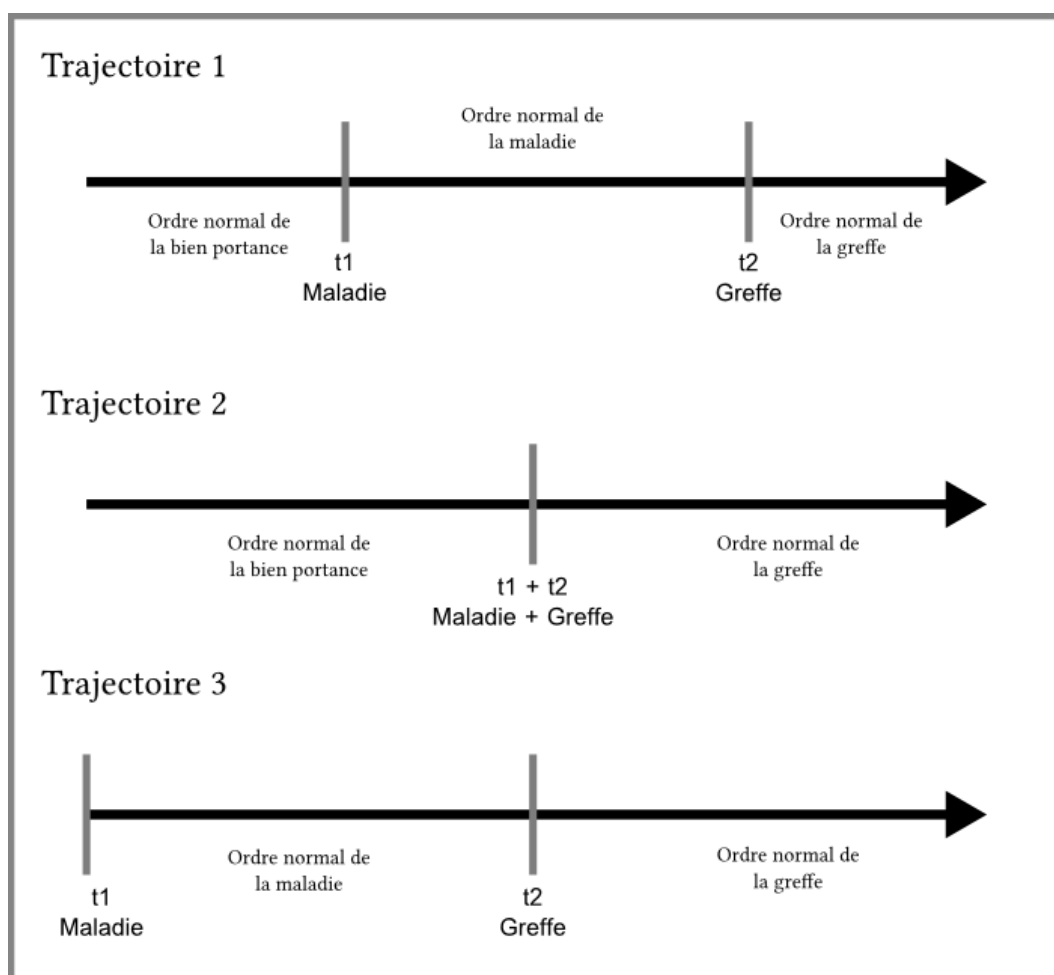 Trajectoire 1
Ordre normal de
la maladie
Ordre normal de
la bien portance
Ordre normal de
la greffe
t1
Maladie
t2
Greffe
Trajectoire 2
Ordre normal de
la bien portance
Ordre normal de
la greffe
t1 + t2
Maladie + Greffe
Trajectoire 3
Ordre normal de
la maladie
Ordre normal de
la greffe
t1
Maladie
t2
Greffe